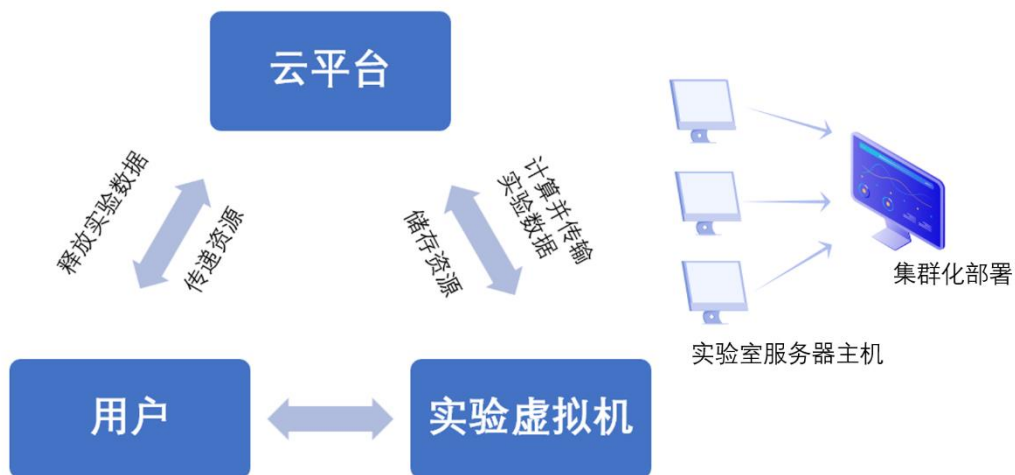 云平台
释放实验数据
传递资源
计算并传输
实验数据
储存资源
集群化部署
实验室服务器主机
用户
实验虚拟机